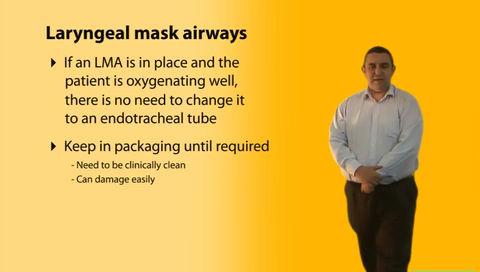 Laryngeal mask airways
If an LMA is in place and the
patient is oxygenating well,
there is no need to change it
to an endotracheal tube
Keep in packaging until required
- Need to be clinically clean
- Can damage easily